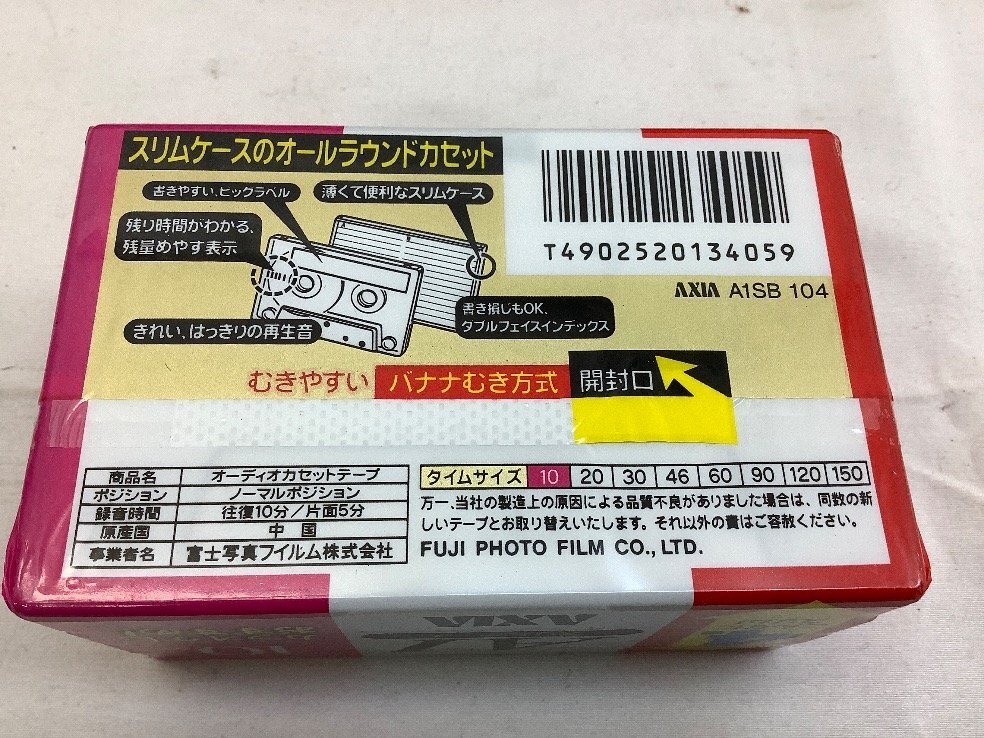 スリムケースのオールラウンドカセット
書きやすい、ビックラベル
薄くて便利なスリムケース
残り時間がわかる、
残量めやす表示
きれい、はっきりの再生音
書き損じもOK、
ダブルフェイスインデックス
T4902520134059
AXIA A1SB 104
むきやすい バナナむき方式 開封口
商品名 オーディオカセットテープ
ポジション ノーマルポジション
録音時間 往復10分/片面5分
原産国 中国
事業者名 富士写真フイルム株式会社
タイムサイズ 10 20 30 46 60 90 120 150
万一、当社の製造上の原因による品質不良がありました場合は、同数の新
しいテープとお取り替えいたします。それ以外の責はご容赦ください。
FUJI PHOTO FILM CO., LTD.
AXIA